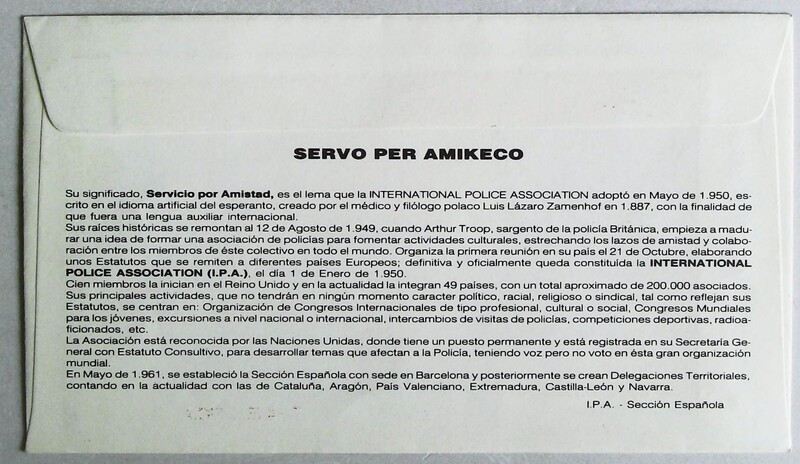 SERVO PER AMIKECO
Su significado, Servicio por Amistad, es el lema que la INTERNATIONAL POLICE ASSOCIATION adoptó en Mayo de 1.950, es-
crito en el idioma artificial del esperanto, creado por el médico y filólogo polaco Luis Lázaro Zamenhof en 1.887, con la finalidad de
que fuera una lengua auxiliar internacional.
Sus raíces históricas se remontan al 12 de Agosto de 1.949, cuando Arthur Troop, sargento de la policía Británica, empieza a madu-
rar una idea de formar una asociación de policías para fomentar actividades culturales, estrechando los lazos de amistad y colabo-
ración entre los miembros de éste colectivo en todo el mundo. Organiza la primera reunión en su país el 21 de Octubre, elaborando
unos Estatutos que se remiten a diferentes países Europeos; definitiva y oficialmente queda constituída la INTERNATIONAL
POLICE ASSOCIATION (I.P.A.), el día 1 de Enero de 1.950.
Cien miembros la inician en el Reino Unido y en la actualidad la integran 49 países, con un total aproximado de 200.000 asociados.
Sus principales actividades, que no tendrán en ningún momento caracter político, racial, religioso o sindical, tal como reflejan sus
Estatutos, se centran en: Organización de Congresos Internacionales de tipo profesional, cultural o social, Congresos Mundiales
para los jóvenes, excursiones a nivel nacional o internacional, intercambios de visitas de policías, competiciones deportivas, radioa-
ficionados, etc.
La Asociación está reconocida por las Naciones Unidas, donde tiene un puesto permanente y está registrada en su Secretaría Ge-
neral con Estatuto Consultivo, para desarrollar temas que afectan a la Policía, teniendo voz pero no voto en ésta gran organización
mundial.
En Mayo de 1.961, se estableció la Sección Española con sede en Barcelona y posteriormente se crean Delegaciones Territoriales,
contando en la actualidad con las de Cataluña, Aragón, País Valenciano, Extremadura, Castilla-León y Navarra.
I.P.A. - Sección Española